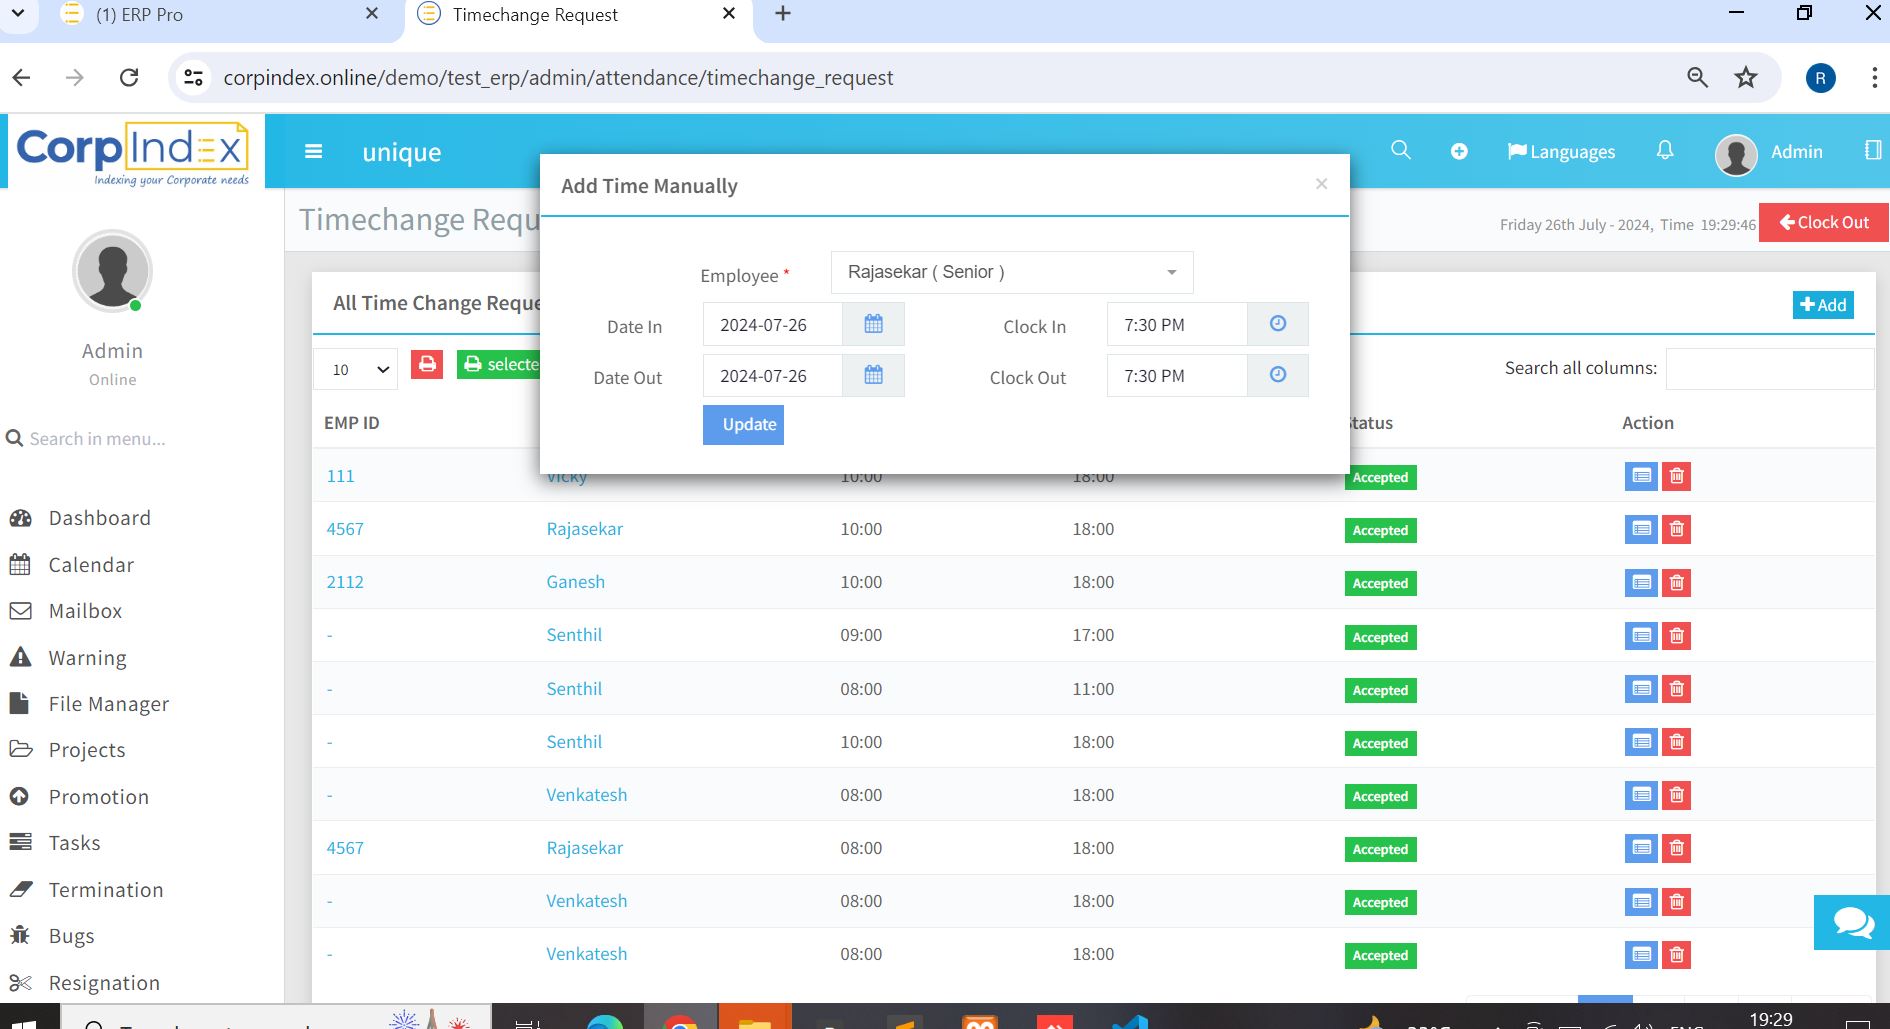 (1) ERP Pro
Timechange Request
corpindex.online/demo/test_erp/admin/attendance/timechange_request
R
CorpIndex
Indexing your Corporate needs
unique
Languages
Admin
Timechange Requ
Friday 26th July - 2024, Time 19:29:46
Clock Out
Add Time Manually
×
Employee *
Rajasekar ( Senior )
Date In
2024-07-26
Clock In
7:30 PM
Date Out
2024-07-26
Clock Out
7:30 PM
Update
Admin
Online
Search in menu...
Dashboard
Calendar
Mailbox
Warning
File Manager
Projects
Promotion
Tasks
Termination
Bugs
Resignation
All Time Change Reque
Add
10
selecte
Search all columns:
EMP ID
Status
Action
111 Vicky 10:00 18:00 Accepted
4567 Rajasekar 10:00 18:00 Accepted
2112 Ganesh 10:00 18:00 Accepted
- Senthil 09:00 17:00 Accepted
- Senthil 08:00 11:00 Accepted
- Senthil 10:00 18:00 Accepted
- Venkatesh 08:00 18:00 Accepted
4567 Rajasekar 08:00 18:00 Accepted
- Venkatesh 08:00 18:00 Accepted
- Venkatesh 08:00 18:00 Accepted
19:29